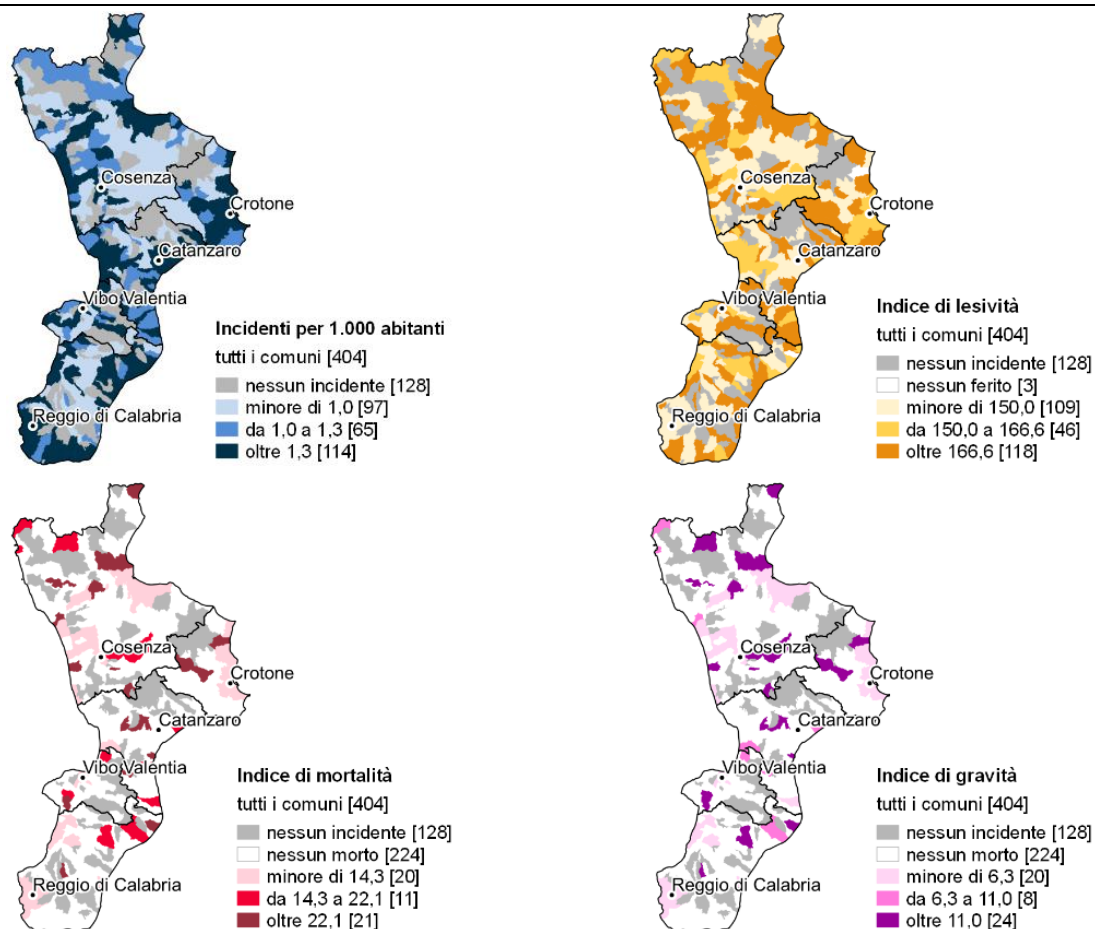 Cosenza
Crotone
Catanzaro
Vibo Valentia
Reggio di Calabria
Incidenti per 1.000 abitanti
tutti i comuni [404]
nessun incidente [128]
minore di 1,0 [97]
da 1,0 a 1,3 [65]
oltre 1,3 [114]
Cosenza
Crotone
Catanzaro
Vibo Valentia
Reggio di Calabria
Indice di lesività
tutti i comuni [404]
nessun incidente [128]
nessun ferito [3]
minore di 150,0 [109]
da 150,0 a 166,6 [46]
oltre 166,6 [118]
Cosenza
Crotone
Catanzaro
Vibo Valentia
Reggio di Calabria
Indice di mortalità
tutti i comuni [404]
nessun incidente [128]
nessun morto [224]
minore di 14,3 [20]
da 14,3 a 22,1 [11]
oltre 22,1 [21]
Cosenza
Crotone
Catanzaro
Vibo Valentia
Reggio di Calabria
Indice di gravità
tutti i comuni [404]
nessun incidente [128]
nessun morto [224]
minore di 6,3 [20]
da 6,3 a 11,0 [8]
oltre 11,0 [24]